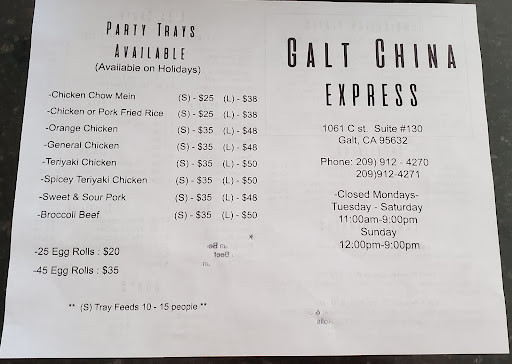 PARTY TRAYS
AVAILABLE
(Available on Holidays)
-Chicken Chow Mein (S) - $25 (L) - $38
-Chicken or Pork Fried Rice (S) - $25 (L) - $38
-Orange Chicken (S) - $35 (L) - $48
-General Chicken (S) - $35 (L) - $48
-Teriyaki Chicken (S) - $35 (L) - $50
-Spicey Teriyaki Chicken (S) - $35 (L) - $50
-Sweet & Sour Pork (S) - $35 (L) - $48
-Broccoli Beef (S) - $35 (L) - $50
-25 Egg Rolls : $20
-45 Egg Rolls : $35
** (S) Tray Feeds 10 - 15 people **
GALT CHINA
EXPRESS
1061 C st. Suite #130
Galt, CA 95632
Phone: 209) 912 - 4270
209)912-4271
-Closed Mondays-
Tuesday - Saturday
11:00am-9:00pm
Sunday
12:00pm-9:00pm